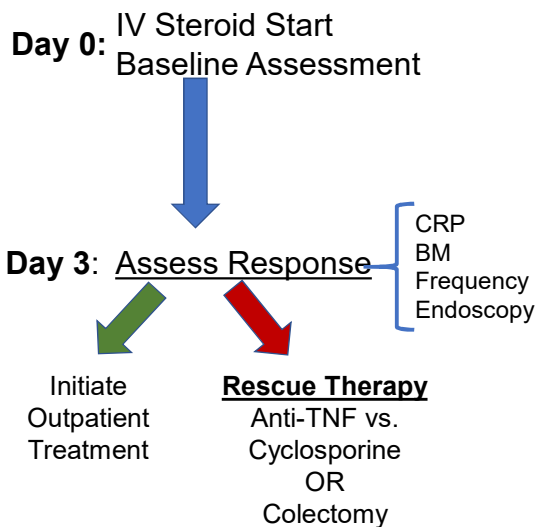 Day 0: IV Steroid Start
Baseline Assessment
Day 3: Assess Response
CRP
BM
Frequency
Endoscopy
Initiate
Outpatient
Treatment
Rescue Therapy
Anti-TNF vs.
Cyclosporine
OR
Colectomy